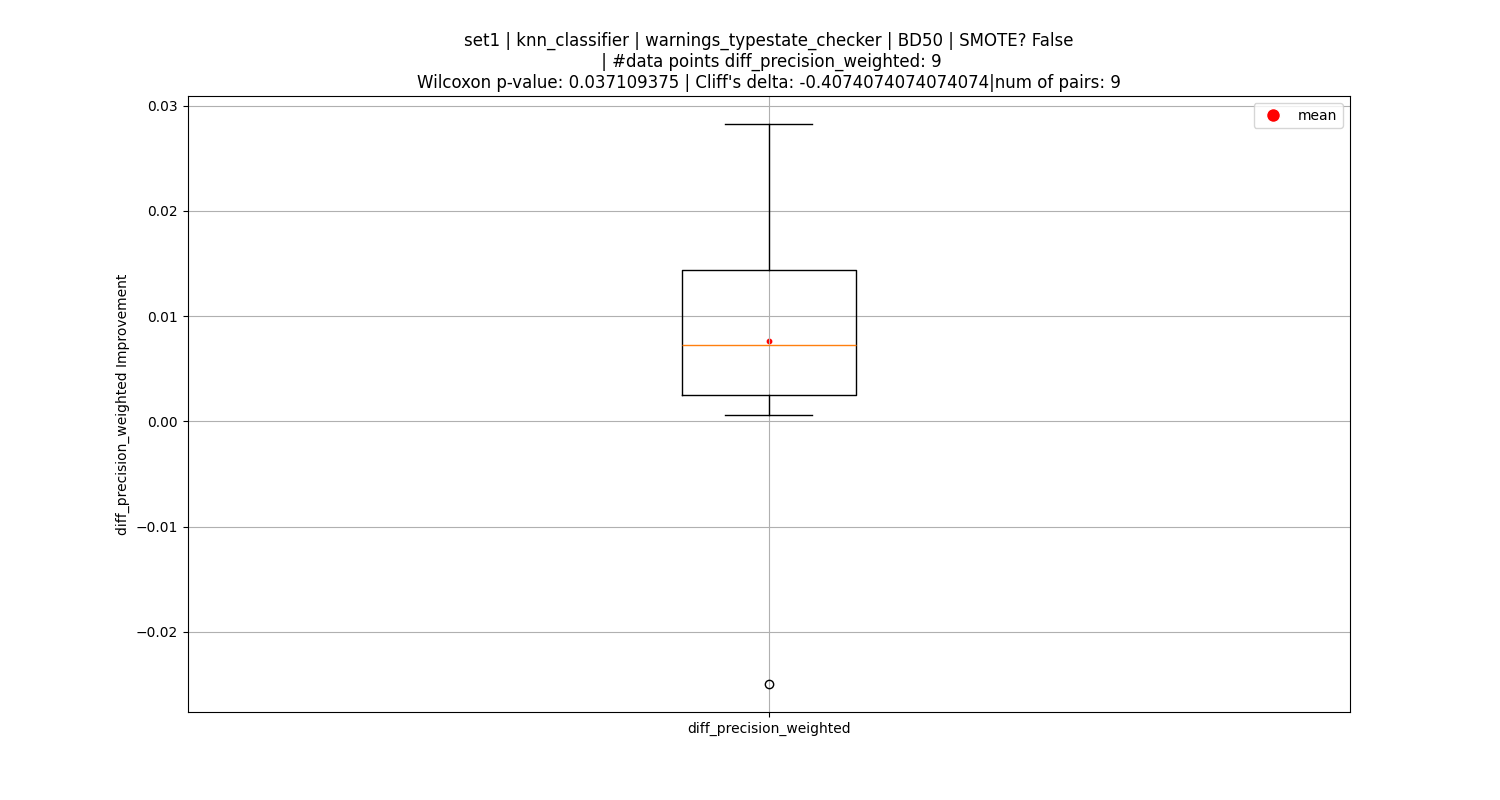 set1 | knn_classifier | warnings_typestate_checker | BD50 | SMOTE? False
| #data points diff_precision_weighted: 9
Wilcoxon p-value: 0.037109375 | Cliff's delta: -0.4074074074074074|num of pairs: 9
mean
0.03
0.02
0.01
0.00
−0.01
−0.02
diff_precision_weighted Improvement
diff_precision_weighted